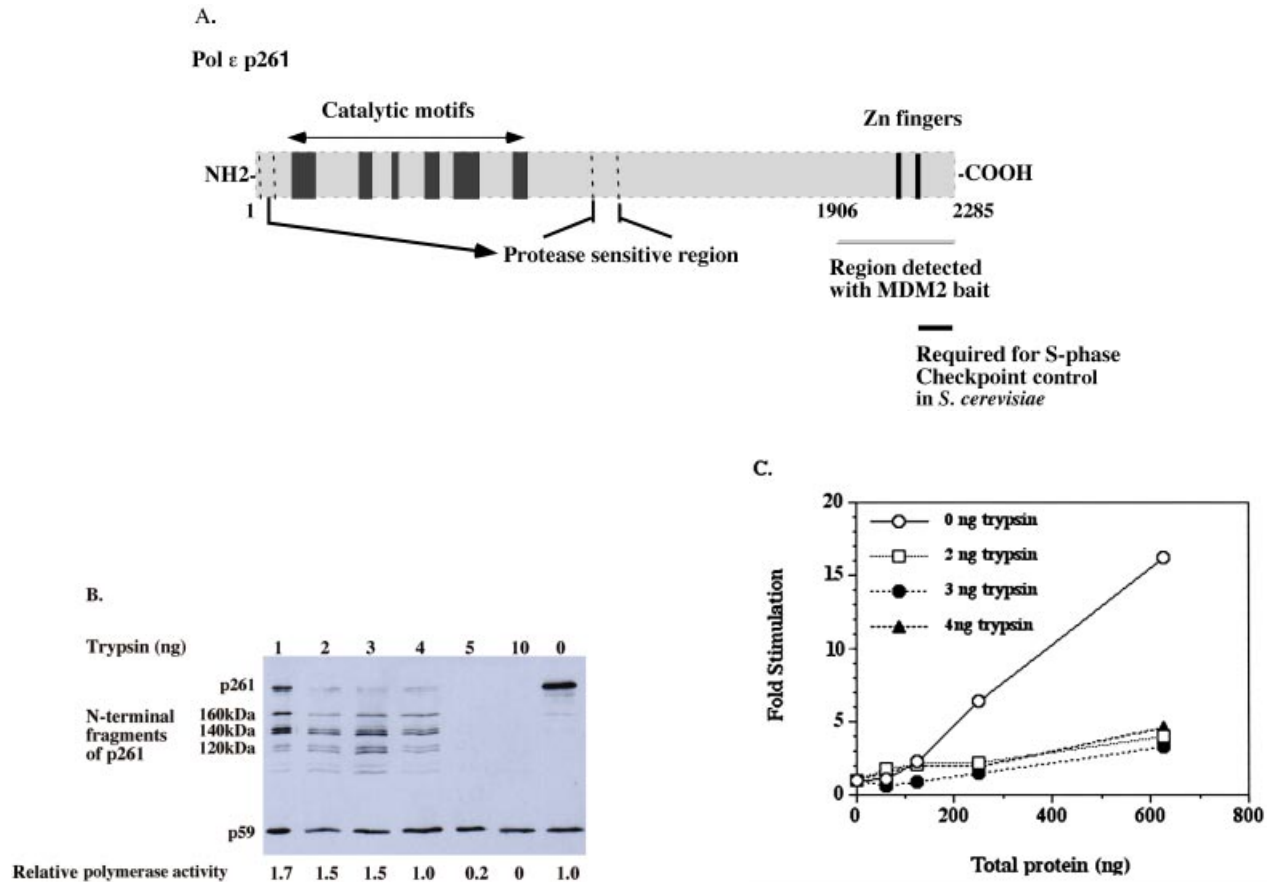 A.
Pol ε p261
Catalytic motifs
Zn fingers
NH2-
-COOH
1
1906
2285
Protease sensitive region
Region detected
with MDM2 bait
Required for S-phase
Checkpoint control
in S. cerevisiae
B.
Trypsin (ng) 1 2 3 4 5 10 0
p261
N-terminal
fragments
of p261
160kDa
140kDa
120kDa
p59
Relative polymerase activity 1.7 1.5 1.5 1.0 0.2 0 1.0
C.
Fold Stimulation
20
15
10
5
0
0 ng trypsin
2 ng trypsin
3 ng trypsin
4ng trypsin
0 200 400 600 800
Total protein (ng)